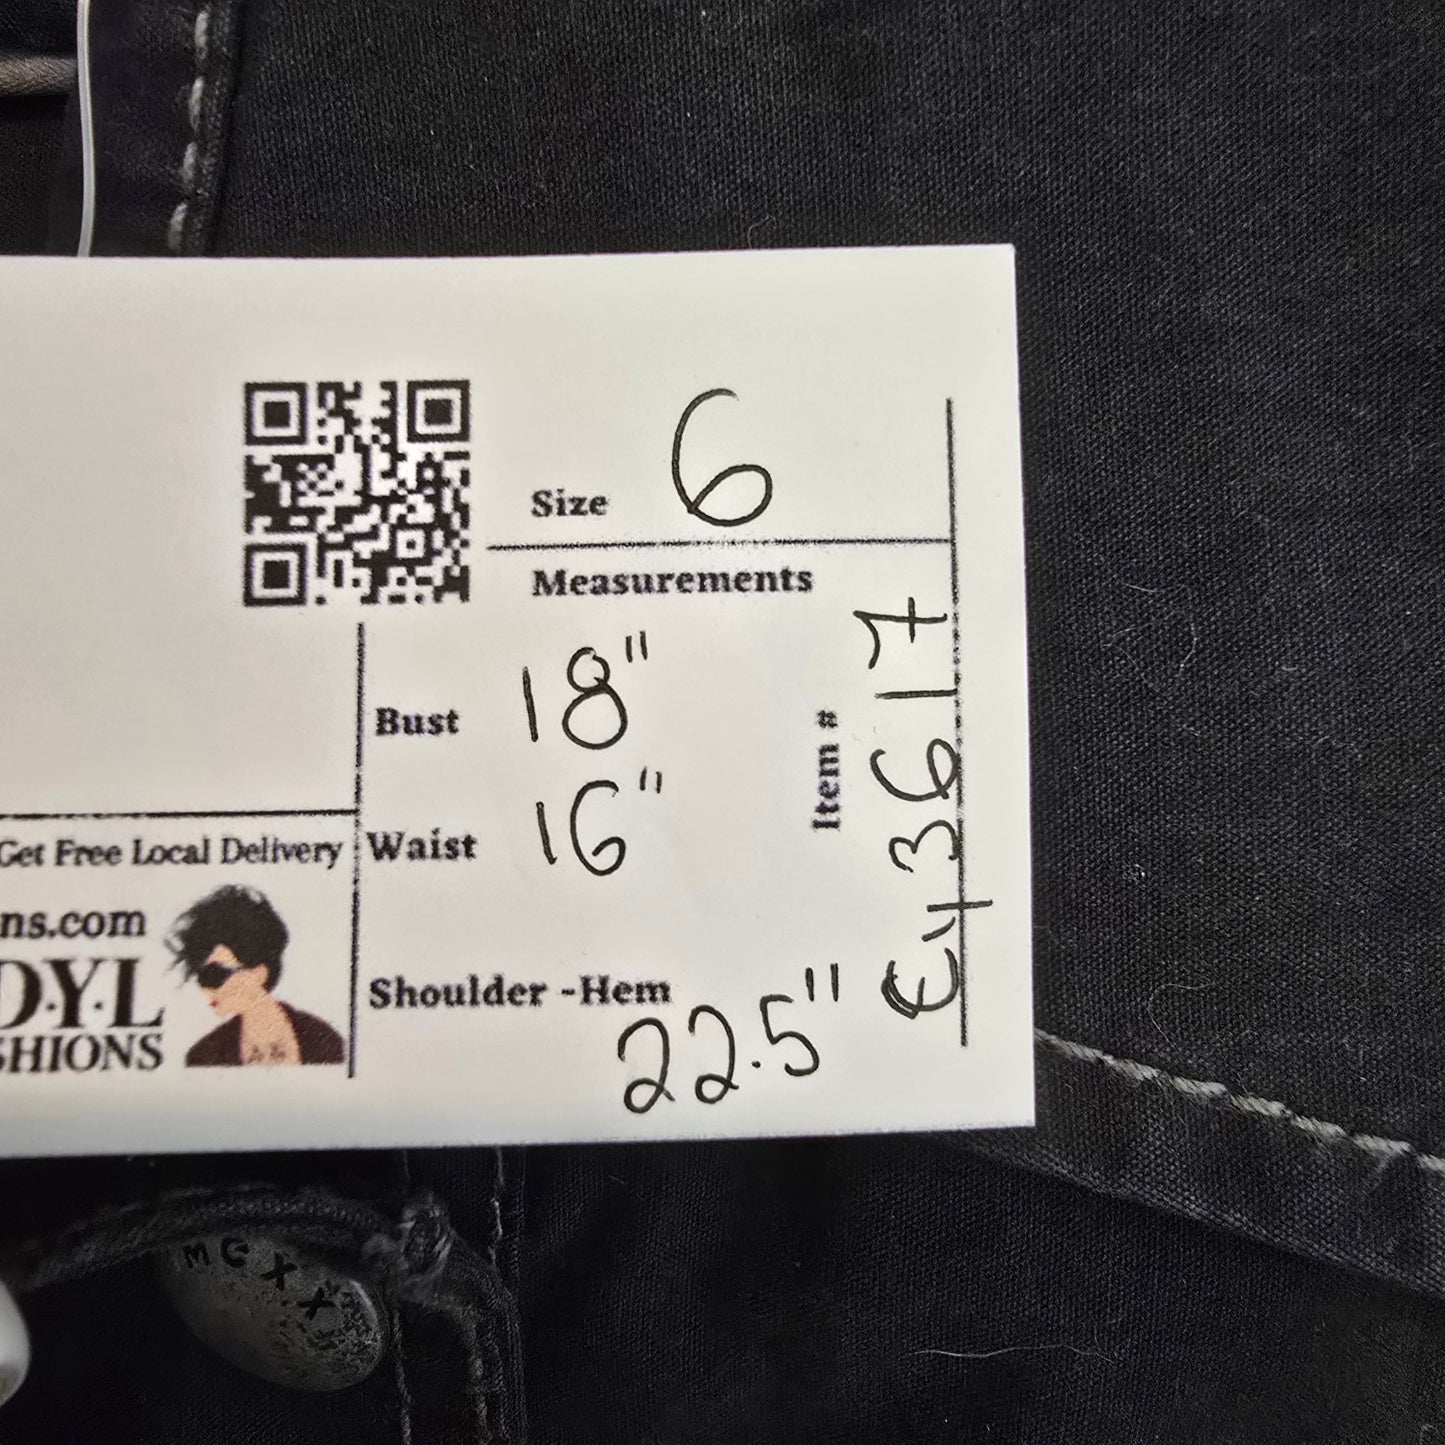 Size 6
Measurements
Bust 18"
Waist 16"
Shoulder -Hem
22.5"
Item #
E43617
Get Free Local Delivery
ns.com
D.Y.L
SHIONS
MGXX